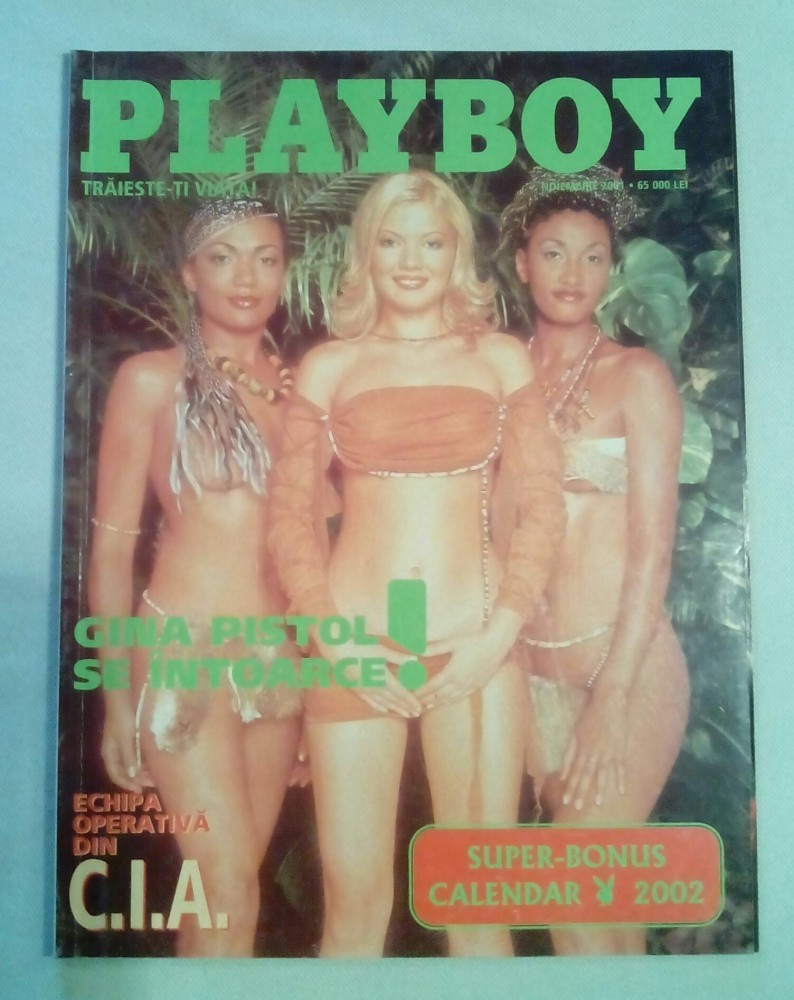 PLAYBOY
TRĂIESTE-ȚI VIAȚA!
NOIEMBRIE 2001 • 65 000 LEI
GINA PISTOL
SE ÎNTOARCE!
ECHIPA
OPERATIVĂ
DIN
C.I.A.
SUPER-BONUS
CALENDAR 2002